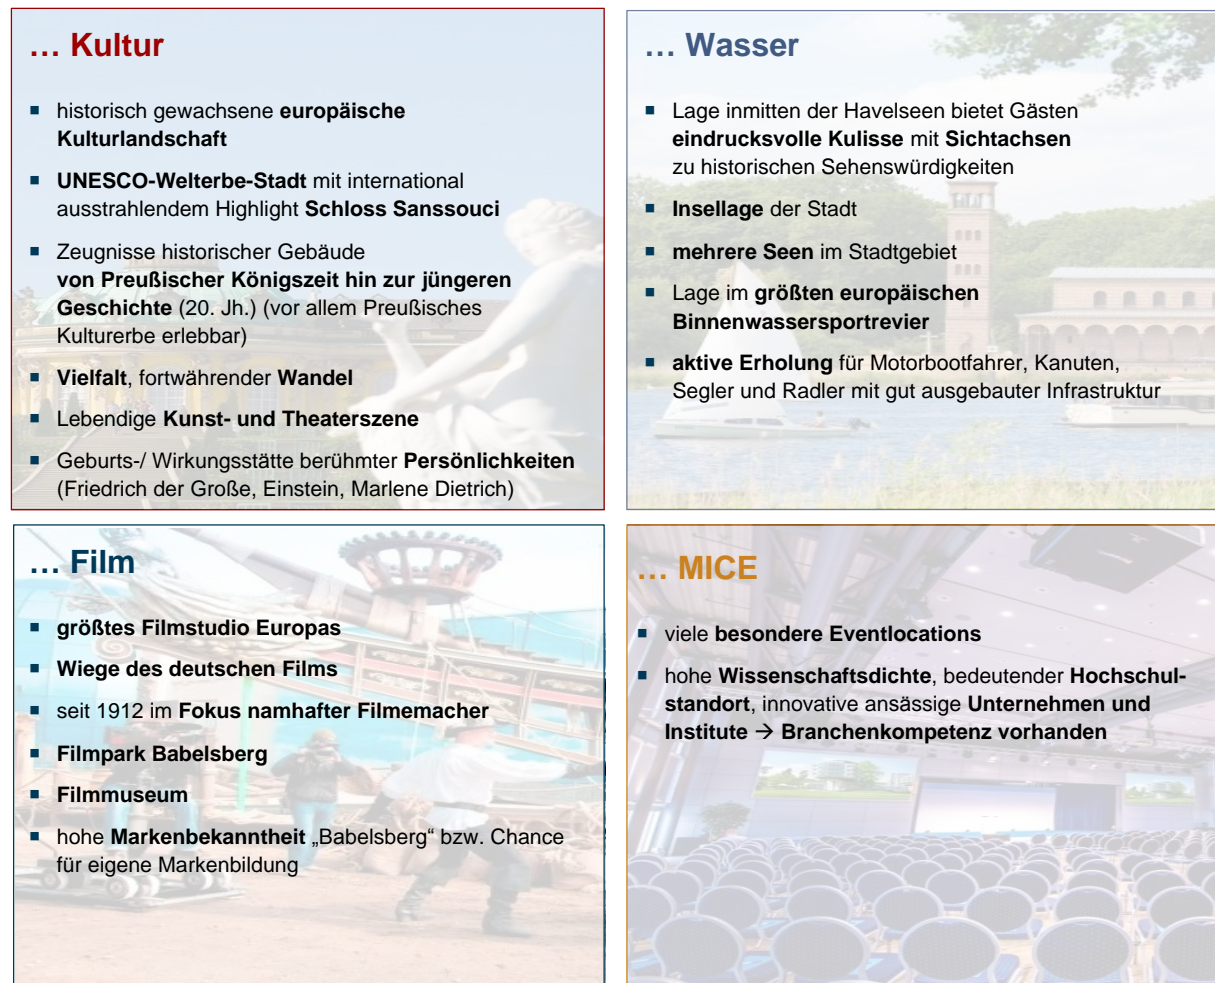 … Kultur
▪ historisch gewachsene europäische
Kulturlandschaft
▪ UNESCO-Welterbe-Stadt mit international
ausstrahlendem Highlight Schloss Sanssouci
▪ Zeugnisse historischer Gebäude
von Preußischer Königszeit hin zur jüngeren
Geschichte (20. Jh.) (vor allem Preußisches
Kulturerbe erlebbar)
▪ Vielfalt, fortwährender Wandel
▪ Lebendige Kunst- und Theaterszene
▪ Geburts-/ Wirkungsstätte berühmter Persönlichkeiten
(Friedrich der Große, Einstein, Marlene Dietrich)
… Wasser
▪ Lage inmitten der Havelseen bietet Gästen
eindrucksvolle Kulisse mit Sichtachsen
zu historischen Sehenswürdigkeiten
▪ Insellage der Stadt
▪ mehrere Seen im Stadtgebiet
▪ Lage im größten europäischen
Binnenwassersportrevier
▪ aktive Erholung für Motorbootfahrer, Kanuten,
Segler und Radler mit gut ausgebauter Infrastruktur
… Film
▪ größtes Filmstudio Europas
▪ Wiege des deutschen Films
▪ seit 1912 im Fokus namhafter Filmemacher
▪ Filmpark Babelsberg
▪ Filmmuseum
▪ hohe Markenbekanntheit „Babelsberg“ bzw. Chance
für eigene Markenbildung
… MICE
▪ viele besondere Eventlocations
▪ hohe Wissenschaftsdichte, bedeutender Hochschul-
standort, innovative ansässige Unternehmen und
Institute → Branchenkompetenz vorhanden